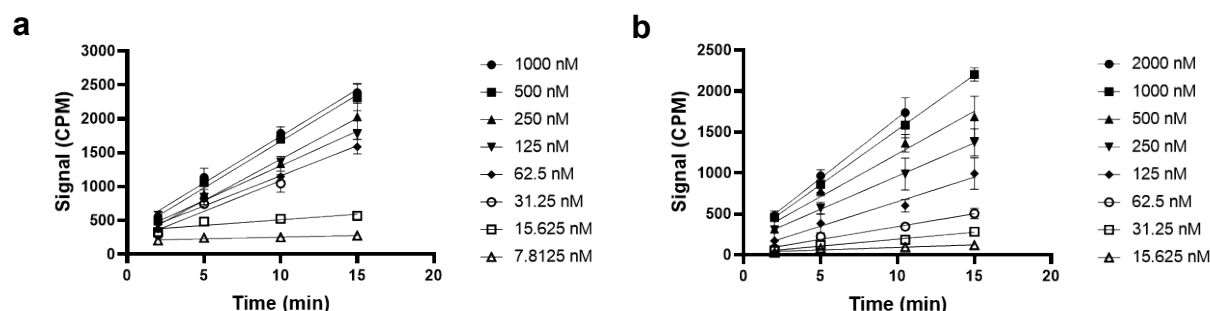 a
Signal (CPM)
3000
2500
2000
1500
1000
500
0
0 5 10 15 20
Time (min)
1000 nM
500 nM
250 nM
125 nM
62.5 nM
31.25 nM
15.625 nM
7.8125 nM
b
Signal (CPM)
2500
2000
1500
1000
500
0
0 5 10 15 20
Time (min)
2000 nM
1000 nM
500 nM
250 nM
125 nM
62.5 nM
31.25 nM
15.625 nM